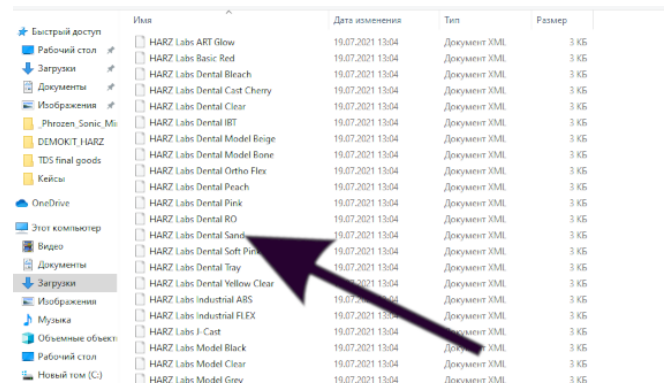 Имя Дата изменения Тип Размер
Быстрый доступ
Рабочий стол
Загрузки
Документы
Изображения
_Phrozen_Sonic_Mi
DEMOKIT_HARZ
TDS final goods
Кейсы
OneDrive
Этот компьютер
Видео
Документы
Загрузки
Изображения
Музыка
Объемные объект
Рабочий стол
Новый том (C:)
HARZ Labs ART Glow 19.07.2021 13:04 Документ XML 3 КБ
HARZ Labs Basic Red 19.07.2021 13:04 Документ XML 3 КБ
HARZ Labs Dental Bleach 19.07.2021 13:04 Документ XML 3 КБ
HARZ Labs Dental Cast Cherry 19.07.2021 13:04 Документ XML 3 КБ
HARZ Labs Dental Clear 19.07.2021 13:04 Документ XML 3 КБ
HARZ Labs Dental IBT 19.07.2021 13:04 Документ XML 3 КБ
HARZ Labs Dental Model Beige 19.07.2021 13:04 Документ XML 3 КБ
HARZ Labs Dental Model Bone 19.07.2021 13:04 Документ XML 3 КБ
HARZ Labs Dental Ortho Flex 19.07.2021 13:04 Документ XML 3 КБ
HARZ Labs Dental Peach 19.07.2021 13:04 Документ XML 3 КБ
HARZ Labs Dental Pink 19.07.2021 13:04 Документ XML 3 КБ
HARZ Labs Dental RO 19.07.2021 13:04 Документ XML 3 КБ
HARZ Labs Dental Sand 19.07.2021 13:04 Документ XML 3 КБ
HARZ Labs Dental Soft Pin 19.07.2021 13:04 Документ XML 3 КБ
HARZ Labs Dental Tray 19.07.2021 13:04 Документ XML 3 КБ
HARZ Labs Dental Yellow Clear 19.07.2021 13:04 Документ XML 3 КБ
HARZ Labs Industrial ABS 13:04 Документ XML 3 КБ
HARZ Labs Industrial FLEX 19.07.2021 Документ XML 3 КБ
HARZ Labs J-Cast 19.07.2021 13:04 XML 3 КБ
HARZ Labs Model Black 19.07.2021 13:04 XML 3 КБ
HARZ Labs Model Clear 19.07.2021 13:04 Документ XML 3 КБ
HARZ Labs Model Grey 19.07.2021 13:04 Документ XML 3 КБ